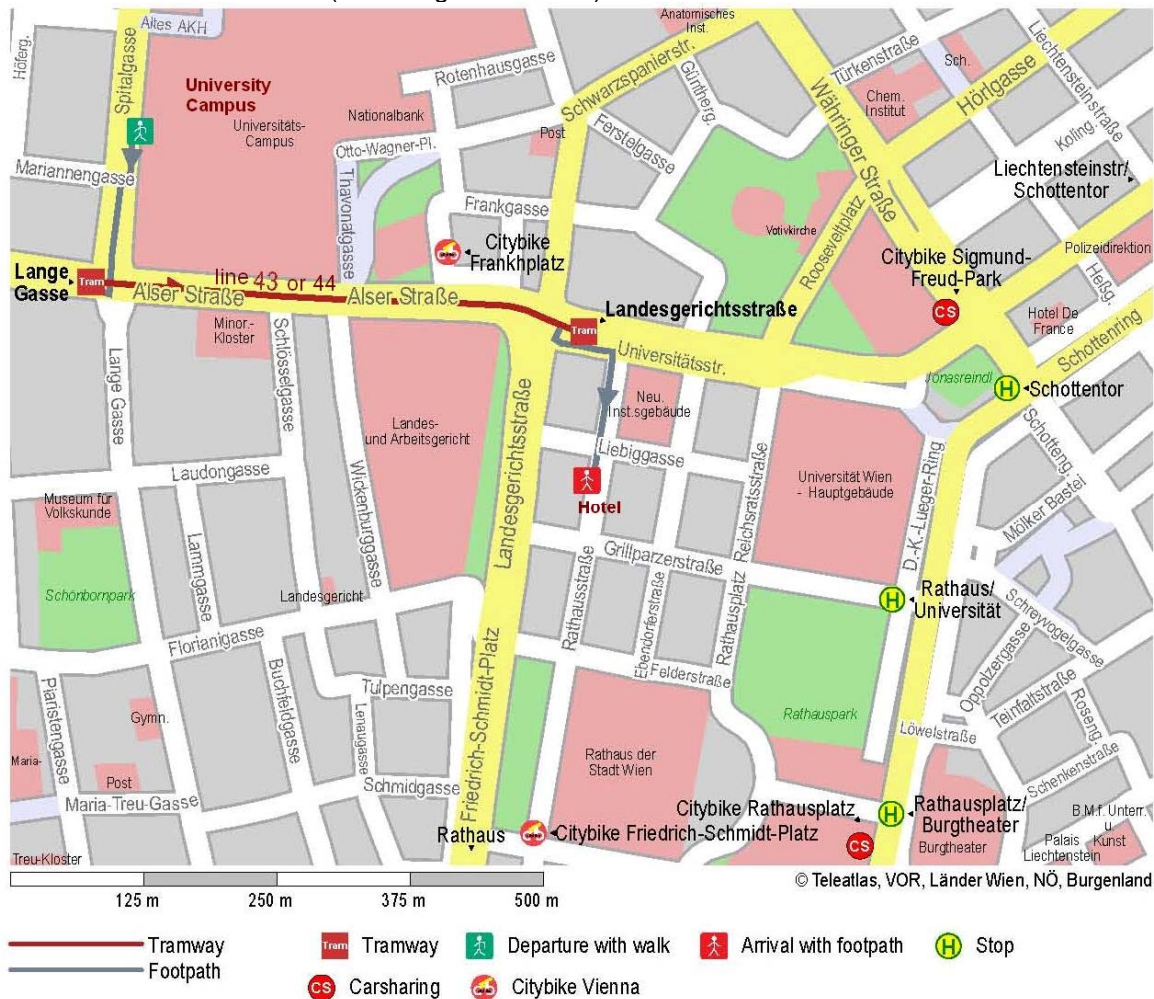 Altes AKH
Höferg.
Spitalgasse
University
Campus
Universitäts-
Campus
Rotenhausgasse
Nationalbank
Otto-Wagner-Pl.
Thavonatgasse
Mariannengasse
Anatomisches
Inst.
Schwarzspanierstr.
Güntherg.
Post
Ferstelgasse
Frankgasse
Währinger Straße
Türkenstraße
Sch.
Chem.
Institut
Hörlgasse
Liechtensteinstraße
Koling.
Liechtensteinstr/
Schottentor
Votivkirche
Rooseveltplatz
Citybike Sigmund-
Freud-Park
CS
Polizeidirektion
Heßg.
Hotel De
France
Schottenring
Citybike
Frankhplatz
Lange
Gasse
Tram
line 43 or 44
Alser Straße
Alser Straße
Landesgerichtsstraße
Tram
Universitätsstr.
Jonasreindl
H
Schottentor
Schotteng.
Mölker Bastei
Minor.-
Kloster
Schlösselgasse
Lange Gasse
Landes-
und Arbeitsgericht
Landesgerichtsstraße
Neu.
Inst.sgebäude
Liebiggasse
Reichsratsstraße
Universität Wien
- Hauptgebäude
D.-K.-Lueger-Ring
Laudongasse
Wickenburggasse
Museum für
Volkskunde
Lammgasse
Schönbornpark
Landesgericht
Florianigasse
Hotel
Grillparzerstraße
Rathausstraße
Ebendorferstraße
Rathausplatz
Felderstraße
H
Rathaus/
Universität
Schreyvogelgasse
Oppolzergasse
Teinfaltstraße
Roseng.
Löwelstraße
Schenkenstraße
Rathauspark
Piaristengasse
Gymn.
Buchfeldgasse
Tulpengasse
Lenaugasse
Schmidgasse
Friedrich-Schmidt-Platz
Maria-
Post
Maria-Treu-Gasse
Treu-Kloster
Rathaus der
Stadt Wien
Rathaus
Citybike Friedrich-Schmidt-Platz
Citybike Rathausplatz
CS
H
Rathausplatz/
Burgtheater
Burgtheater
B.M.f. Unterr.
u
Kunst
Palais
Liechtenstein
© Teleatlas, VOR, Länder Wien, NÖ, Burgenland
125 m 250 m 375 m 500 m
Tramway Tram Tramway Departure with walk Arrival with footpath H Stop
Footpath
CS Carsharing Citybike Vienna